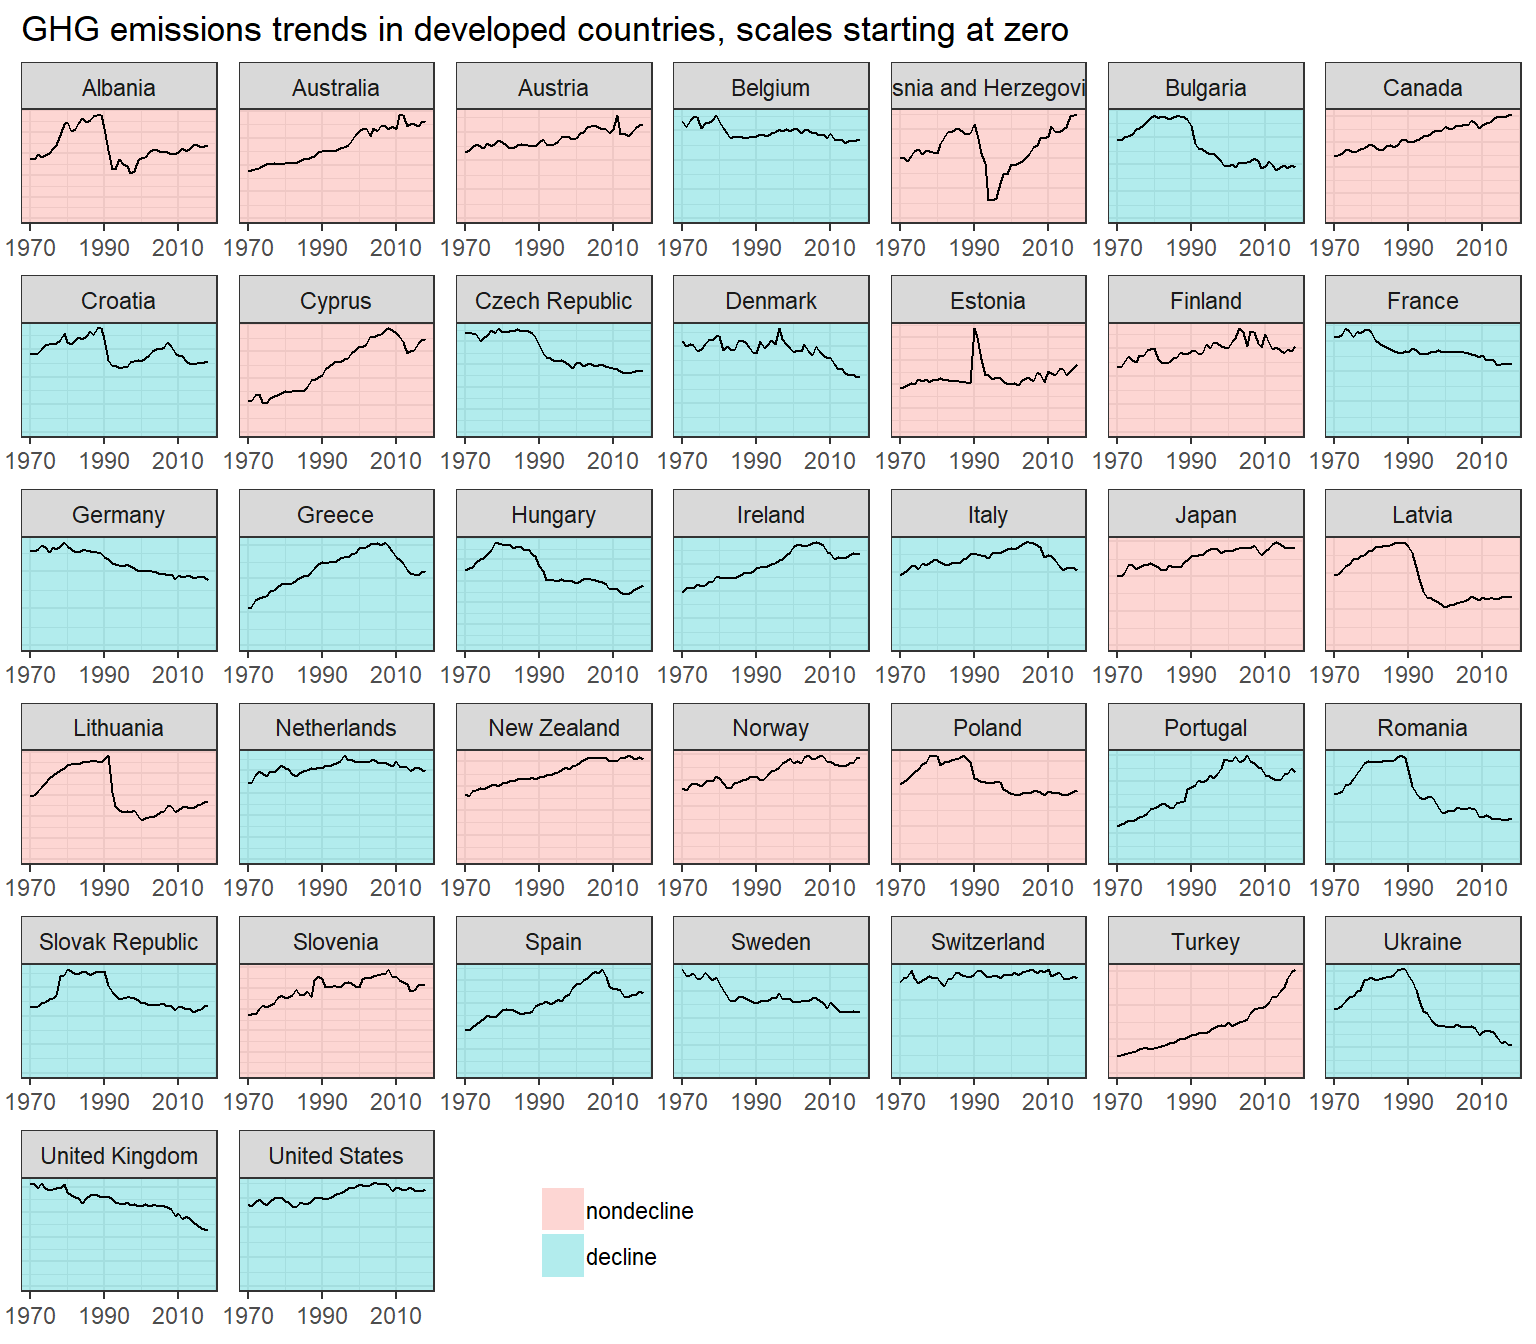 GHG emissions trends in developed countries, scales starting at zero
Albania Australia Austria Belgium snia and Herzegovi Bulgaria Canada
1970 1990 2010 1970 1990 2010 1970 1990 2010 1970 1990 2010 1970 1990 2010 1970 1990 2010 1970 1990 2010
Croatia Cyprus Czech Republic Denmark Estonia Finland France
1970 1990 2010 1970 1990 2010 1970 1990 2010 1970 1990 2010 1970 1990 2010 1970 1990 2010 1970 1990 2010
Germany Greece Hungary Ireland Italy Japan Latvia
1970 1990 2010 1970 1990 2010 1970 1990 2010 1970 1990 2010 1970 1990 2010 1970 1990 2010 1970 1990 2010
Lithuania Netherlands New Zealand Norway Poland Portugal Romania
1970 1990 2010 1970 1990 2010 1970 1990 2010 1970 1990 2010 1970 1990 2010 1970 1990 2010 1970 1990 2010
Slovak Republic Slovenia Spain Sweden Switzerland Turkey Ukraine
1970 1990 2010 1970 1990 2010 1970 1990 2010 1970 1990 2010 1970 1990 2010 1970 1990 2010 1970 1990 2010
United Kingdom United States
nondecline
decline
1970 1990 2010 1970 1990 2010